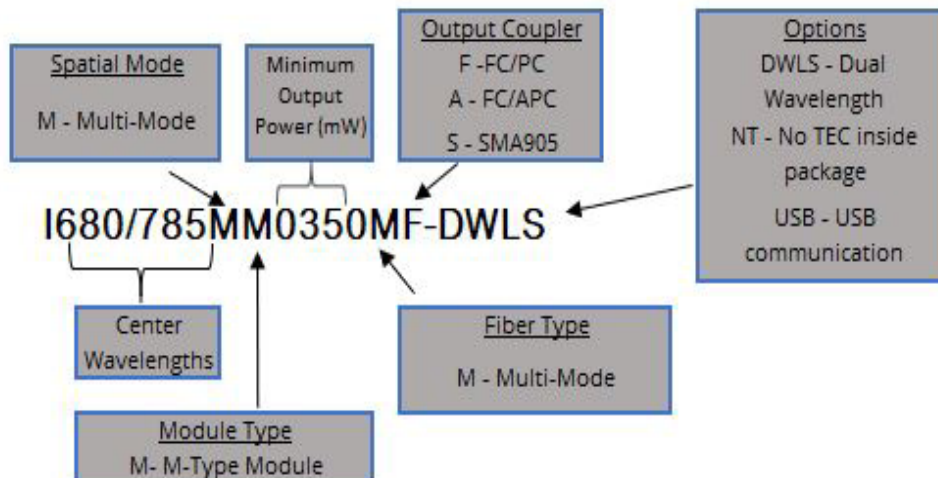 Spatial Mode
M - Multi-Mode
Minimum
Output
Power (mW)
Output Coupler
F -FC/PC
A - FC/APC
S - SMA905
Options
DWLS - Dual
Wavelength
NT - No TEC inside
package
USB - USB
communication
I680/785MM0350MF-DWLS
Center
Wavelengths
Fiber Type
M - Multi-Mode
Module Type
M- M-Type Module